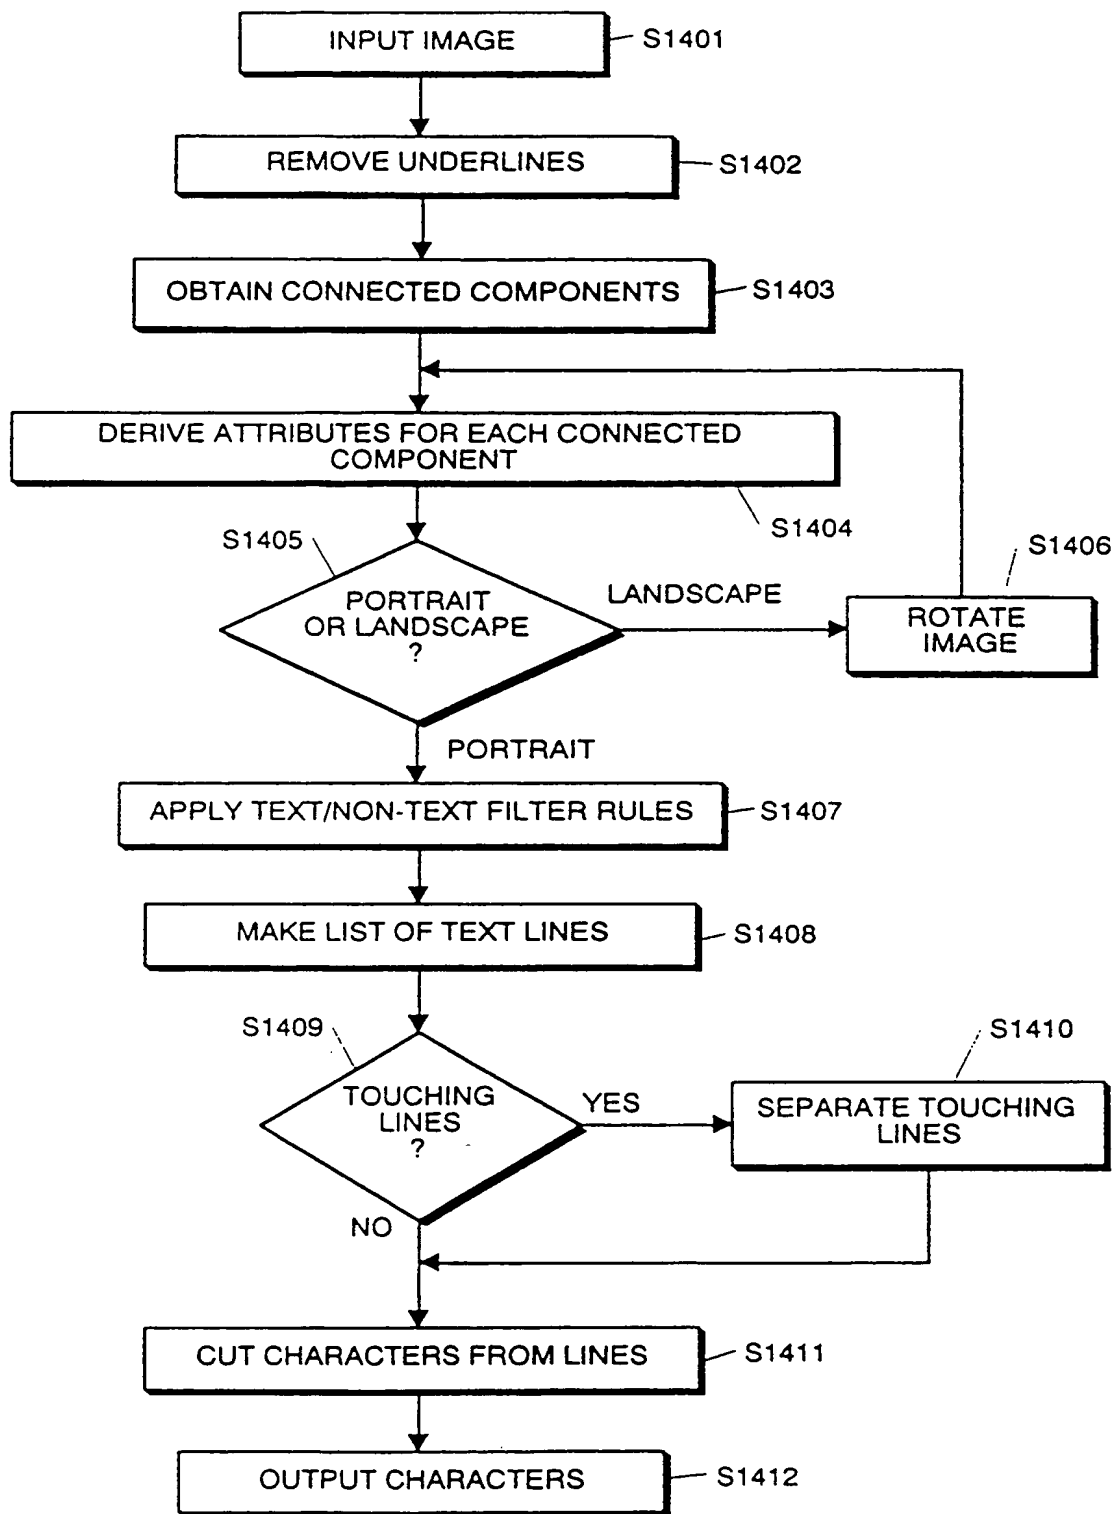 INPUT IMAGE
S1401
REMOVE UNDERLINES
S1402
OBTAIN CONNECTED COMPONENTS
S1403
DERIVE ATTRIBUTES FOR EACH CONNECTED
COMPONENT
S1404
S1405
PORTRAIT
OR LANDSCAPE
?
LANDSCAPE
S1406
ROTATE
IMAGE
PORTRAIT
APPLY TEXT/NON-TEXT FILTER RULES
S1407
MAKE LIST OF TEXT LINES
S1408
S1409
TOUCHING
LINES
?
YES
S1410
SEPARATE TOUCHING
LINES
NO
CUT CHARACTERS FROM LINES
S1411
OUTPUT CHARACTERS
S1412